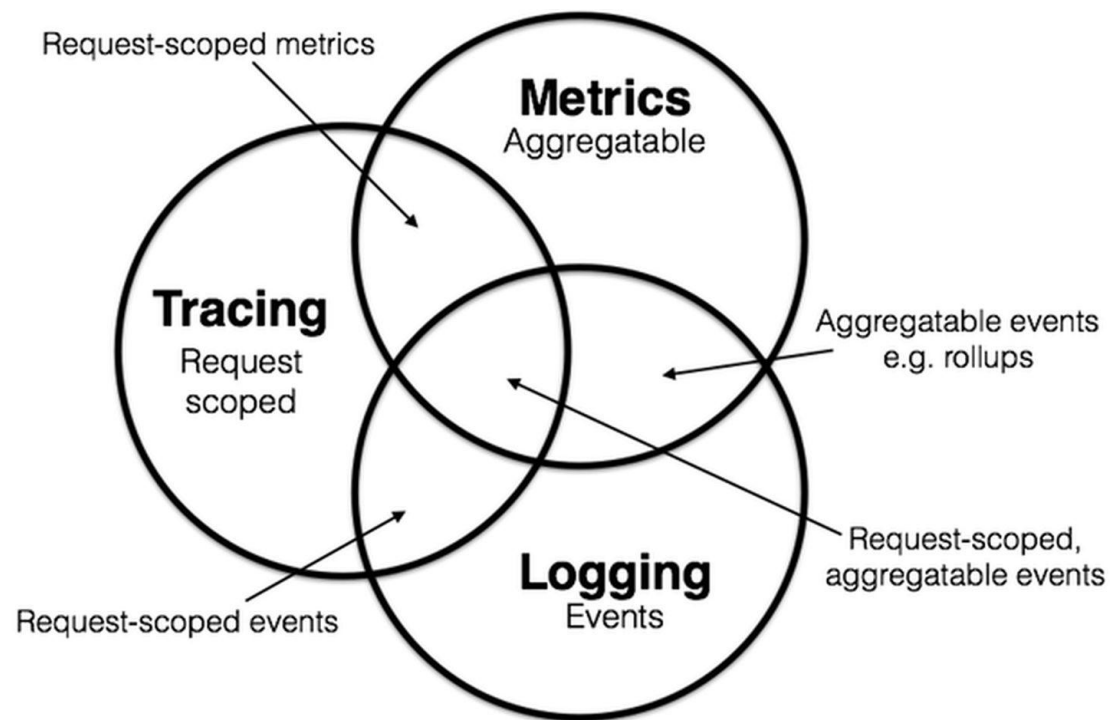 Request-scoped metrics
Metrics
Aggregatable
Tracing
Request
scoped
Aggregatable events
e.g. rollups
Request-scoped,
aggregatable events
Logging
Events
Request-scoped events